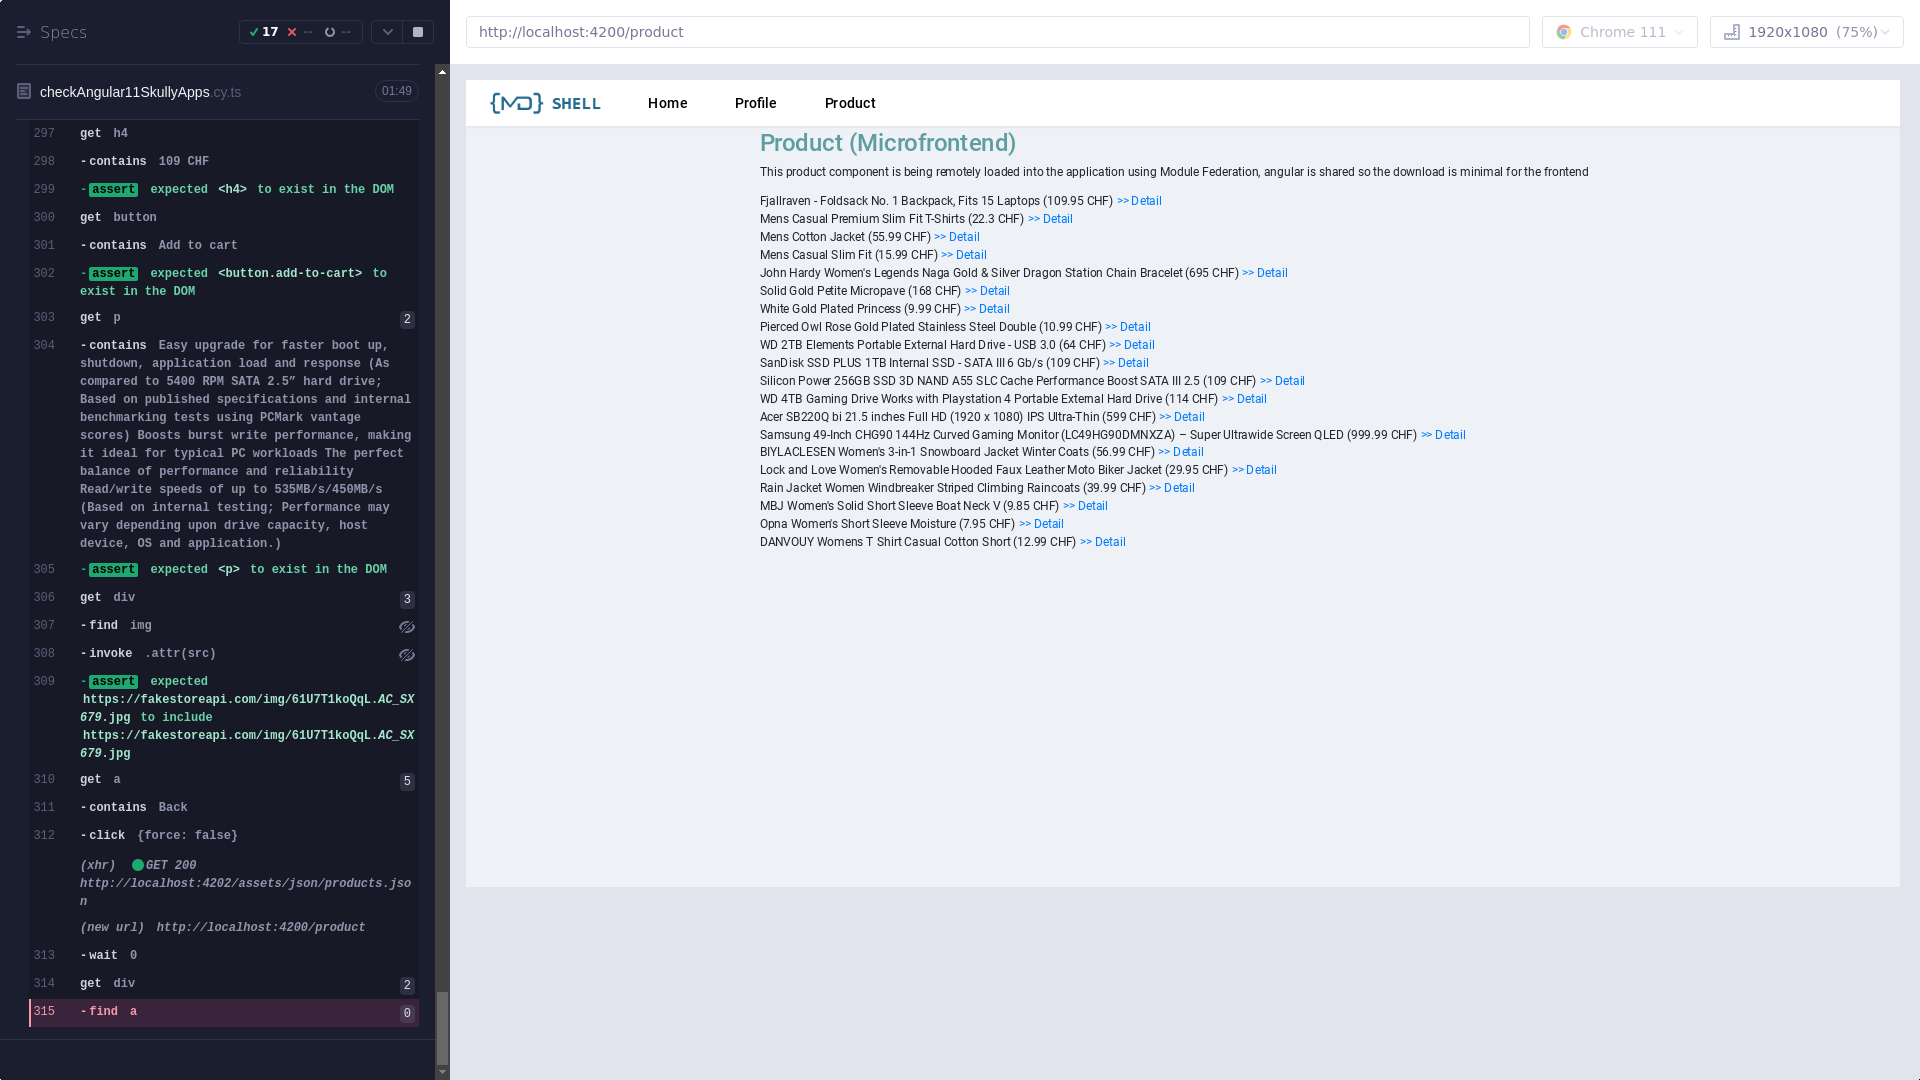 Specs
17 -- --
checkAngular11SkullyApps.cy.ts 01:49
297 get h4
298 -contains 109 CHF
299 -assert expected <h4> to exist in the DOM
300 get button
301 -contains Add to cart
302 -assert expected <button.add-to-cart> to
exist in the DOM
303 get p 2
304 -contains Easy upgrade for faster boot up,
shutdown, application load and response (As
compared to 5400 RPM SATA 2.5” hard drive;
Based on published specifications and internal
benchmarking tests using PCMark vantage
scores) Boosts burst write performance, making
it ideal for typical PC workloads The perfect
balance of performance and reliability
Read/write speeds of up to 535MB/s/450MB/s
(Based on internal testing; Performance may
vary depending upon drive capacity, host
device, OS and application.)
305 -assert expected <p> to exist in the DOM
306 get div 3
307 -find img
308 -invoke .attr(src)
309 -assert expected
https://fakestoreapi.com/img/61U7T1koQqL.AC_SX
679.jpg to include
https://fakestoreapi.com/img/61U7T1koQqL.AC_SX
679.jpg
310 get a 5
311 -contains Back
312 -click {force: false}
(xhr) GET 200
http://localhost:4202/assets/json/products.jso
n
(new url) http://localhost:4200/product
313 -wait 0
314 get div 2
315 -find a 0
http://localhost:4200/product
Chrome 111
1920x1080 (75%)
{MD} SHELL Home Profile Product
Product (Microfrontend)
This product component is being remotely loaded into the application using Module Federation, angular is shared so the download is minimal for the frontend
Fjallraven - Foldsack No. 1 Backpack, Fits 15 Laptops (109.95 CHF) >> Detail
Mens Casual Premium Slim Fit T-Shirts (22.3 CHF) >> Detail
Mens Cotton Jacket (55.99 CHF) >> Detail
Mens Casual Slim Fit (15.99 CHF) >> Detail
John Hardy Women's Legends Naga Gold & Silver Dragon Station Chain Bracelet (695 CHF) >> Detail
Solid Gold Petite Micropave (168 CHF) >> Detail
White Gold Plated Princess (9.99 CHF) >> Detail
Pierced Owl Rose Gold Plated Stainless Steel Double (10.99 CHF) >> Detail
WD 2TB Elements Portable External Hard Drive - USB 3.0 (64 CHF) >> Detail
SanDisk SSD PLUS 1TB Internal SSD - SATA III 6 Gb/s (109 CHF) >> Detail
Silicon Power 256GB SSD 3D NAND A55 SLC Cache Performance Boost SATA III 2.5 (109 CHF) >> Detail
WD 4TB Gaming Drive Works with Playstation 4 Portable External Hard Drive (114 CHF) >> Detail
Acer SB220Q bi 21.5 inches Full HD (1920 x 1080) IPS Ultra-Thin (599 CHF) >> Detail
Samsung 49-Inch CHG90 144Hz Curved Gaming Monitor (LC49HG90DMNXZA) – Super Ultrawide Screen QLED (999.99 CHF) >> Detail
BIYLACLESEN Women's 3-in-1 Snowboard Jacket Winter Coats (56.99 CHF) >> Detail
Lock and Love Women's Removable Hooded Faux Leather Moto Biker Jacket (29.95 CHF) >> Detail
Rain Jacket Women Windbreaker Striped Climbing Raincoats (39.99 CHF) >> Detail
MBJ Women's Solid Short Sleeve Boat Neck V (9.85 CHF) >> Detail
Opna Women's Short Sleeve Moisture (7.95 CHF) >> Detail
DANVOUY Womens T Shirt Casual Cotton Short (12.99 CHF) >> Detail